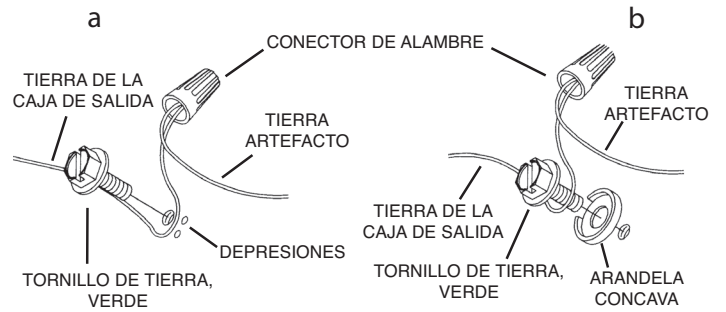 a
b
CONECTOR DE ALAMBRE
TIERRA DE LA
CAJA DE SALIDA
TIERRA
ARTEFACTO
DEPRESIONES
TORNILLO DE TIERRA,
VERDE
TIERRA
ARTEFACTO
TIERRA DE LA
CAJA DE SALIDA
TORNILLO DE TIERRA,
VERDE
ARANDELA
CONCAVA